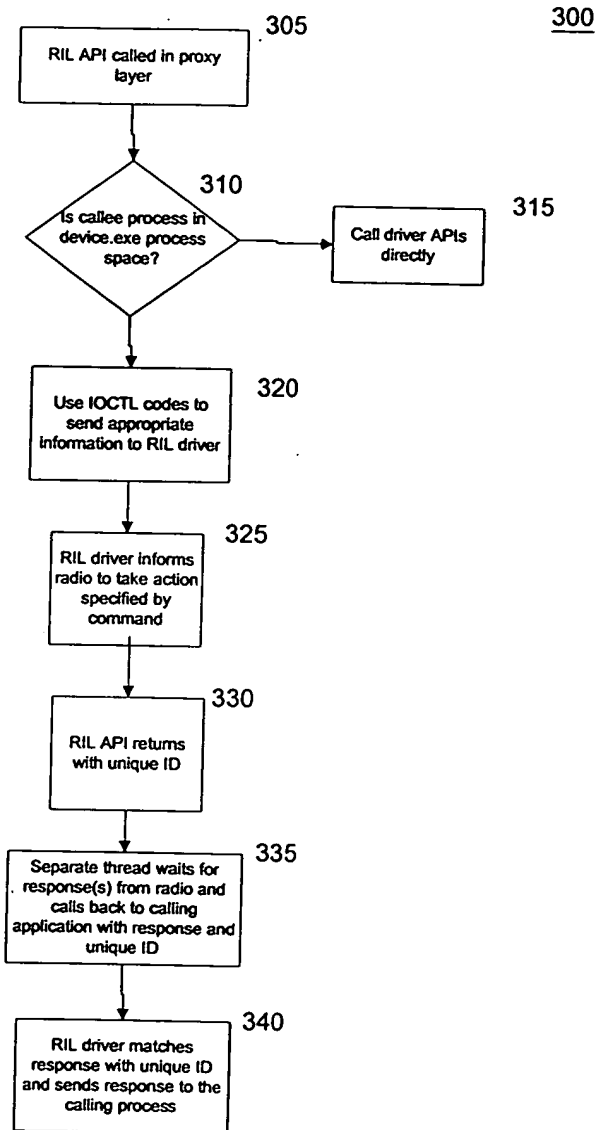 300
305
RIL API called in proxy
layer
310
Is callee process in
device.exe process
space?
315
Call driver APIs
directly
320
Use IOCTL codes to
send appropriate
information to RIL driver
325
RIL driver informs
radio to take action
specified by
command
330
RIL API returns
with unique ID
335
Separate thread waits for
response(s) from radio and
calls back to calling
application with response and
unique ID
340
RIL driver matches
response with unique ID
and sends response to the
calling process